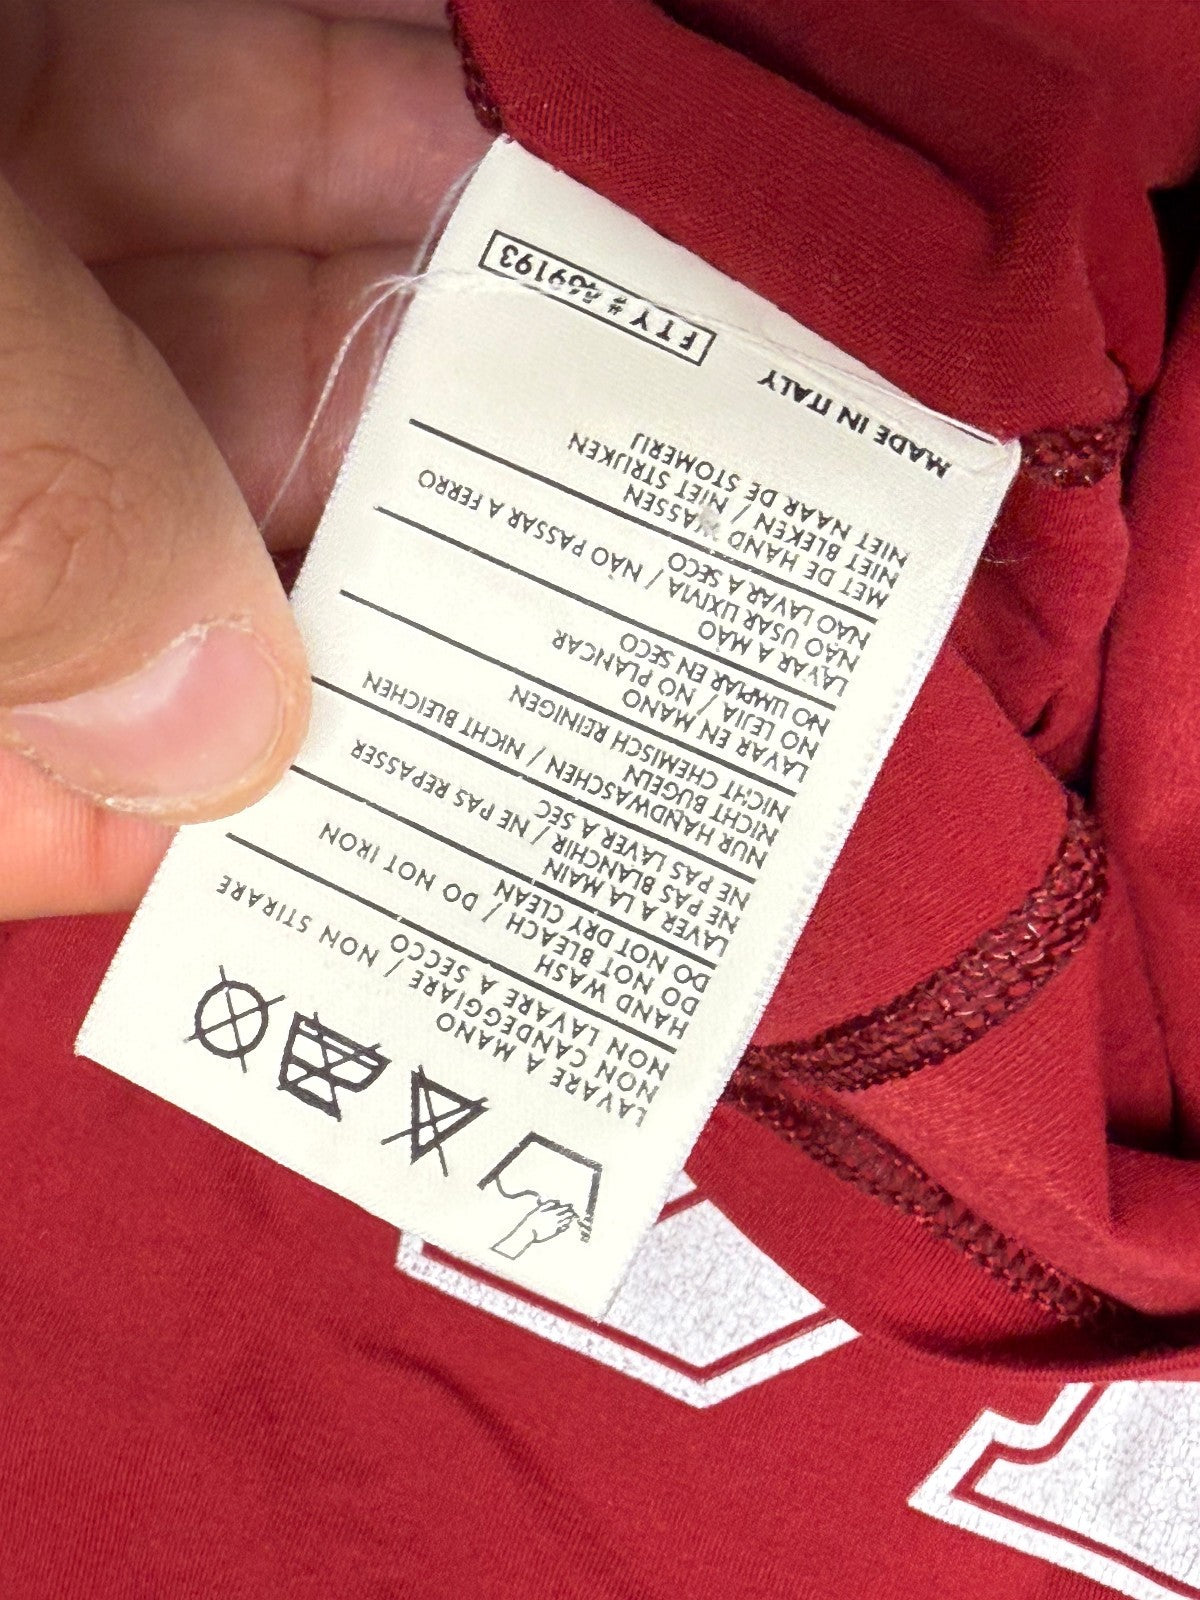 LAVARE A MANO
NON CANDEGGIARE / NON STIRARE
NON LAVARE A SECCO
HAND WASH
DO NOT BLEACH / DO NOT IRON
DO NOT DRY CLEAN
LAVER A LA MAIN
NE PAS BLANCHIR / NE PAS REPASSER
NE PAS LAVER A SEC
NUR HANDWASCHEN / NICHT BLEICHEN
NICHT BUGELN
NICHT CHEMISCH REINIGEN
LAVAR EN MANO
NO LEJIA / NO PLANCAR
NO LIMPIAR EN SECO
LAVAR A MÃO
NÃO USAR LIXIVIA / NÃO PASSAR A FERRO
NÃO LAVAR A SECO
MET DE HAND WASSEN
NIET BLEKEN / NIET STRIJKEN
NIET NAAR DE STOMERIJ
MADE IN ITALY
FTY #